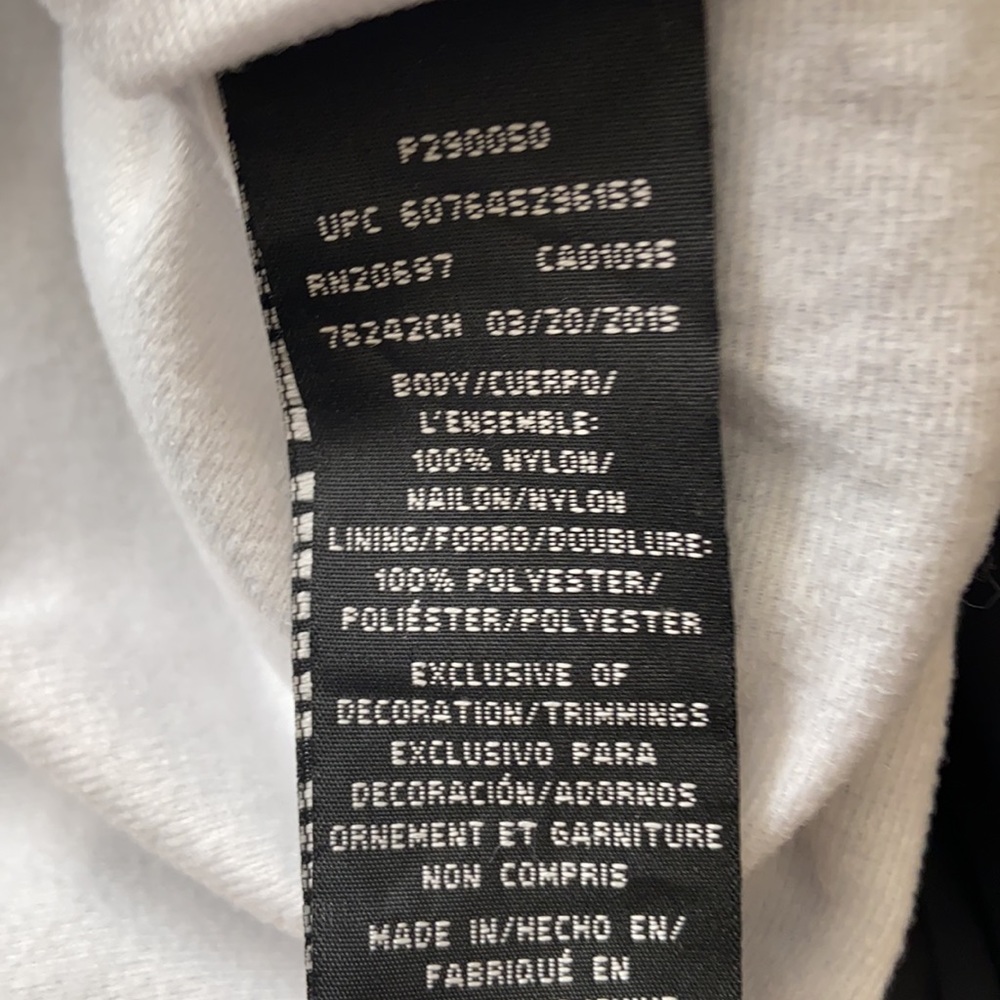 P290050
UPC 607645296159
RN20697 CA01095
76242CH 03/20/2015
BODY/CUERPO/
L'ENSEMBLE:
100% NYLON/
NAILON/NYLON
LINING/FORRO/DOUBLURE:
100% POLYESTER/
POLIÉSTER/POLYESTER
EXCLUSIVE OF
DECORATION/TRIMMINGS
EXCLUSIVO PARA
DECORACIÓN/ADORNOS
ORNEMENT ET GARNITURE
NON COMPRIS
MADE IN/HECHO EN/
FABRIQUÉ EN